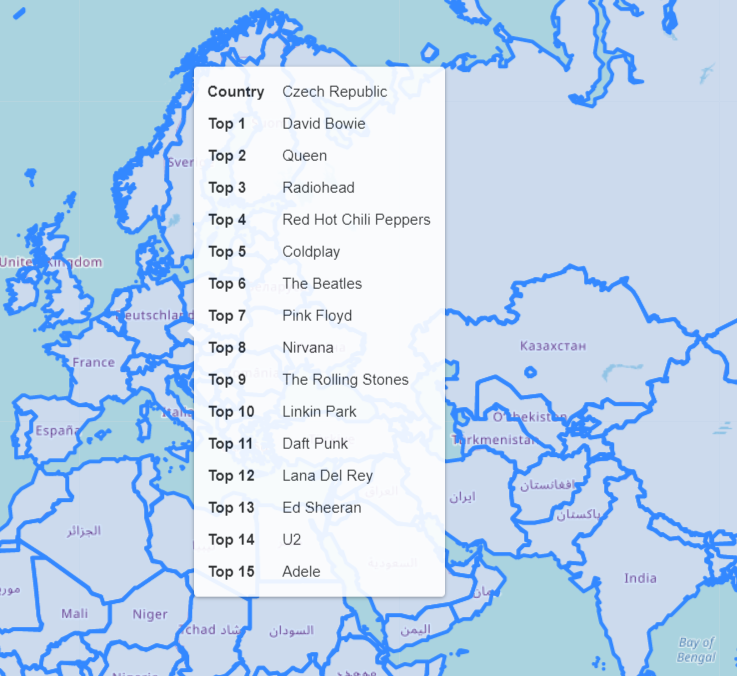 Country Czech Republic
Top 1 David Bowie
Top 2 Queen
Top 3 Radiohead
Top 4 Red Hot Chili Peppers
Top 5 Coldplay
Top 6 The Beatles
Top 7 Pink Floyd
Top 8 Nirvana
Top 9 The Rolling Stones
Top 10 Linkin Park
Top 11 Daft Punk
Top 12 Lana Del Rey
Top 13 Ed Sheeran
Top 14 U2
Top 15 Adele
United Kingdom
Deutschland
France
España
Казахстан
O'zbekiston
Türkmenistan
افغانستان
ایران
پاکستان
العراق
السعودية
الجزائر
India
Mali
Niger
Tchad تشاد
السودان
اليمن
Bay of
Bengal